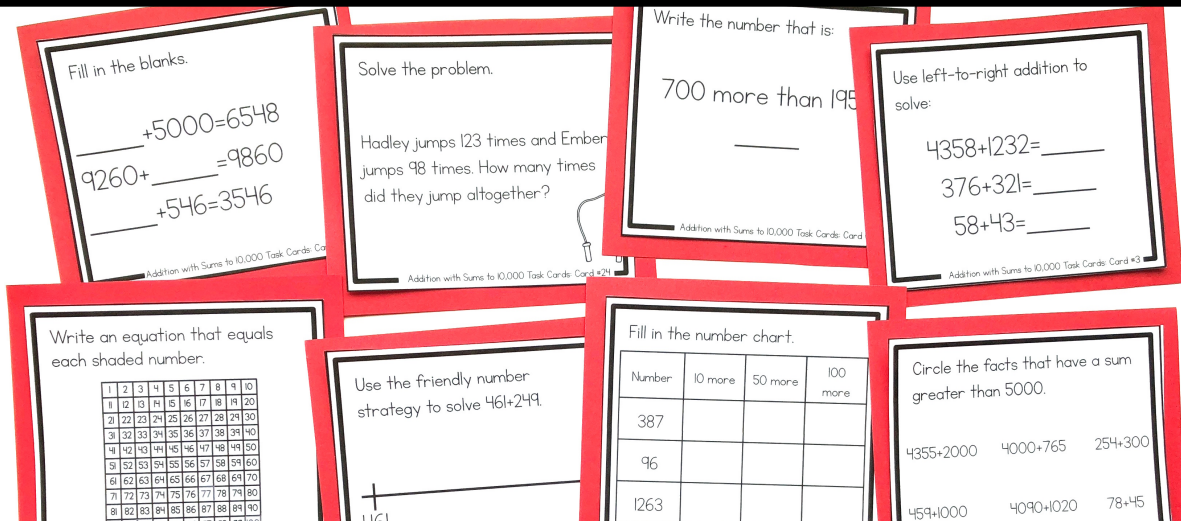 Fill in the blanks.
_____+5000=6548
9260+_____=9860
_____+546=3546
Addition with Sums to 10,000 Task Cards:
Solve the problem.
Hadley jumps 123 times and Ember
jumps 98 times. How many times
did they jump altogether?
Addition with Sums to 10,000 Task Cards: Card #24
Write the number that is:
700 more than 195
_____
Addition with Sums to 10,000 Task Cards: Card
Use left-to-right addition to
solve:
4358+1232=_____
376+321=_____
58+43=_____
Addition with Sums to 10,000 Task Cards: Card #3
Write an equation that equals
each shaded number.
1 2 3 4 5 6 7 8 9 10
11 12 13 14 15 16 17 18 19 20
21 22 23 24 25 26 27 28 29 30
31 32 33 34 35 36 37 38 39 40
41 42 43 44 45 46 47 48 49 50
51 52 53 54 55 56 57 58 59 60
61 62 63 64 65 66 67 68 69 70
71 72 73 74 75 76 77 78 79 80
81 82 83 84 85 86 87 88 89 90
Use the friendly number
strategy to solve 461+249.
461
Fill in the number chart.
Number 10 more 50 more 100 more
387
96
1263
Circle the facts that have a sum
greater than 5000.
4355+2000 4000+765 254+300
459+1000 4090+1020 78+45